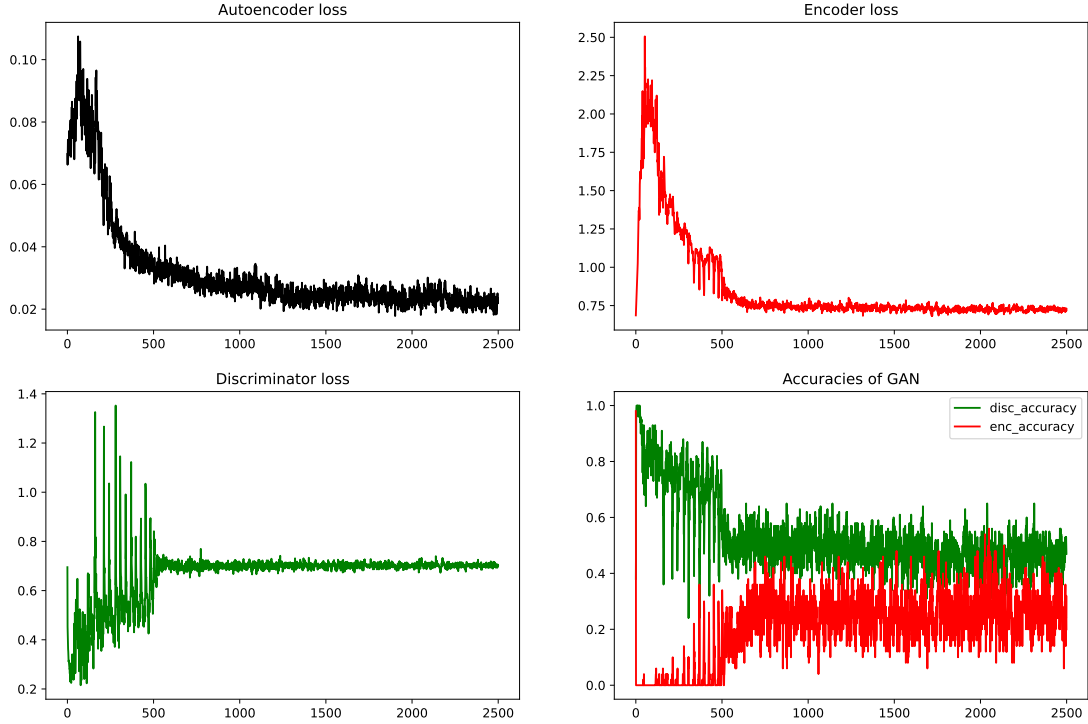 Autoencoder loss
0.10
0.08
0.06
0.04
0.02
0 500 1000 1500 2000 2500
Encoder loss
2.50
2.25
2.00
1.75
1.50
1.25
1.00
0.75
0 500 1000 1500 2000 2500
Discriminator loss
1.4
1.2
1.0
0.8
0.6
0.4
0.2
0 500 1000 1500 2000 2500
Accuracies of GAN
1.0
0.8
0.6
0.4
0.2
0.0
disc_accuracy
enc_accuracy
0 500 1000 1500 2000 2500